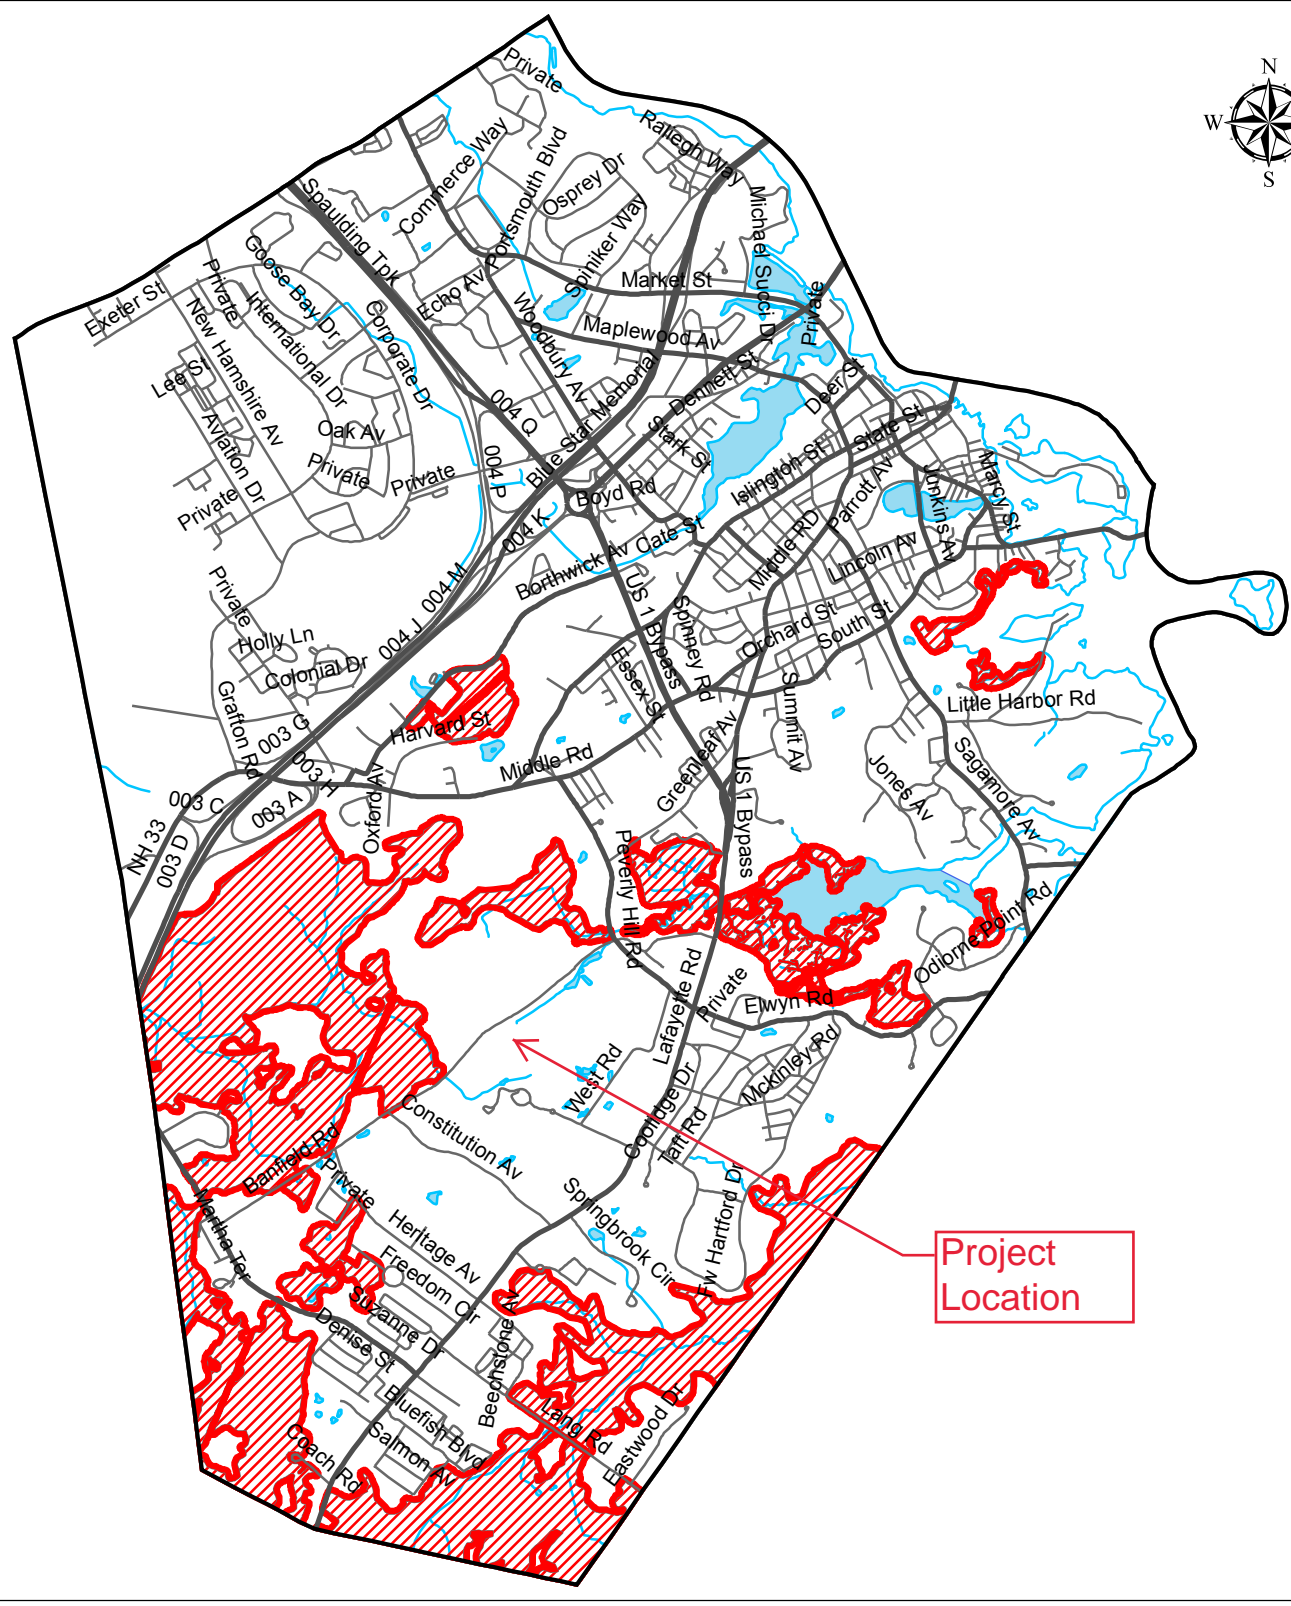 N
W
S
Private
Rallegh Way
Commerce Way
Portsmouth Blvd
Osprey Dr
Spiniker Way
Michael Succi Dr
Spaulding Tpk
Goose Bay Dr
Private
International Dr
Exeter St
New Hamshire Av
Corporate Dr
Echo Av
Market St
Private
Woodbury Av
Maplewood Av
Lee St
Aviation Dr
Oak Av
Private
Private
Private
004 Q
004 P
Blue Star Memorial
Dennett St
Stark St
Deer St
State St
Islington St
Parrott Av
Junkins Av
Marcy St
Boyd Rd
004 K
Borthwick Av
Cate St
Middle RD
Lincoln Av
004 M
004 J
Private
Holly Ln
Colonial Dr
US 1 Bypass
Spinney Rd
Essex St
Orchard St
South St
Summit Av
Little Harbor Rd
Grafton Rd
003 G
003 H
Harvard St
Middle Rd
Greenleaf Av
US 1 Bypass
Jones Av
Sagamore Av
003 C
003 A
NH 33
003 D
Oxford Av
Peverly Hill Rd
Odiorne Point Rd
Lafayette Rd
Private
Elwyn Rd
West Rd
Mckinley Rd
Coolidge Dr
Taft Rd
Constitution Av
Banfield Rd
Private
Martha Ter
Heritage Av
Freedom Cir
Springbrook Cir
Fw Hartford Dr
Project
Location
Suzanne Dr
Denise St
Beechstone Av
Bluefish Blvd
Salmon Av
Coach Rd
Lang Rd
Eastwood Dr